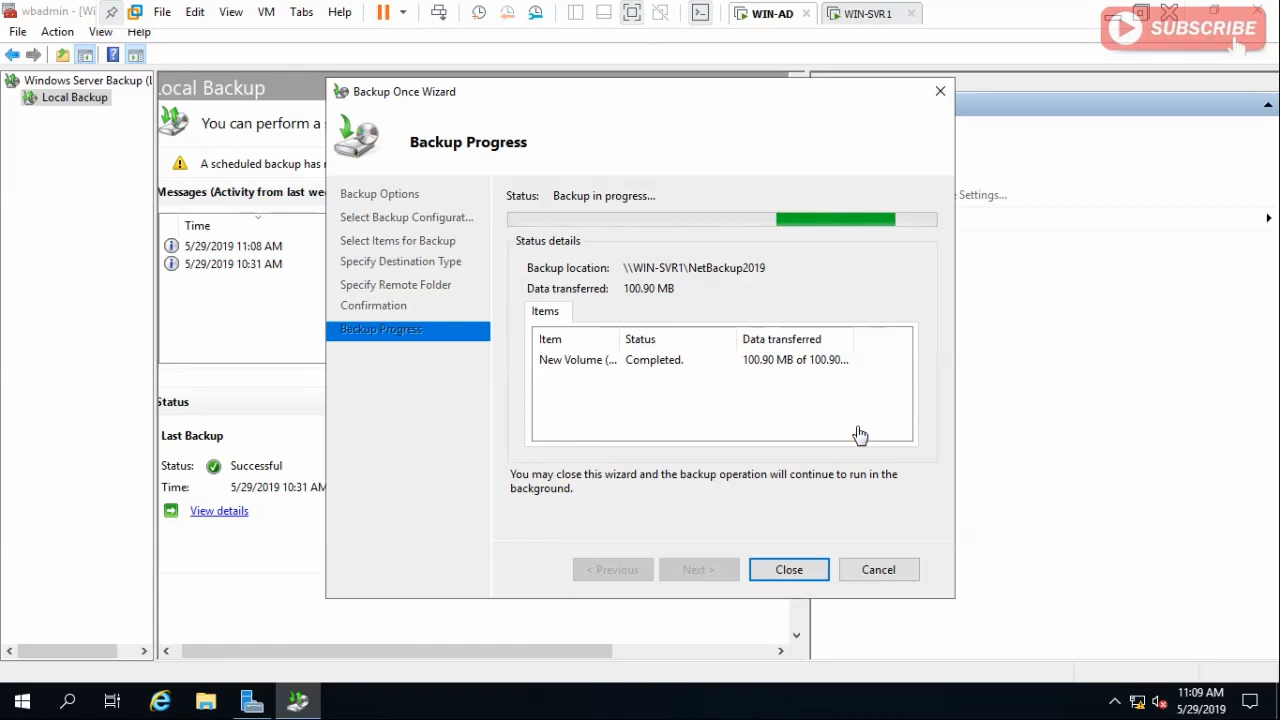 wbadmin - [Wi
File Edit View VM Tabs Help
WIN-AD
WIN-SVR1
SUBSCRIBE
File Action View Help
Windows Server Backup (L
Local Backup
ocal Backup
You can perform a s
A scheduled backup has n
Messages (Activity from last wee
Time
5/29/2019 11:08 AM
5/29/2019 10:31 AM
Status
Last Backup
Status: Successful
Time: 5/29/2019 10:31 AM
View details
Backup Once Wizard
Backup Progress
Backup Options
Select Backup Configurat...
Select Items for Backup
Specify Destination Type
Specify Remote Folder
Confirmation
Backup Progress
Status: Backup in progress...
Status details
Backup location: \\WIN-SVR1\NetBackup2019
Data transferred: 100.90 MB
Items
Item Status Data transferred
New Volume (... Completed. 100.90 MB of 100.90...
You may close this wizard and the backup operation will continue to run in the
background.
< Previous Next > Close Cancel
e Settings...
11:09 AM
5/29/2019